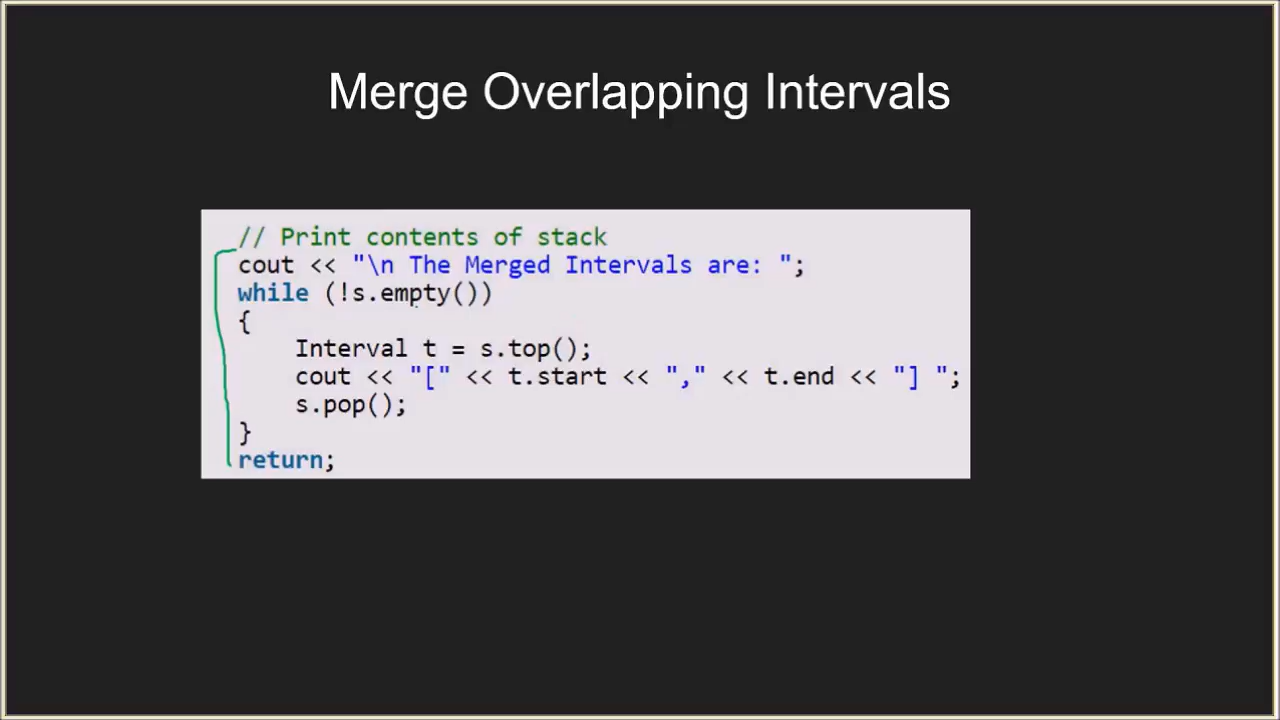 Merge Overlapping Intervals
// Print contents of stack
cout << "\n The Merged Intervals are: ";
while (!s.empty())
{
    Interval t = s.top();
    cout << "[" << t.start << "," << t.end << "] ";
    s.pop();
}
return;